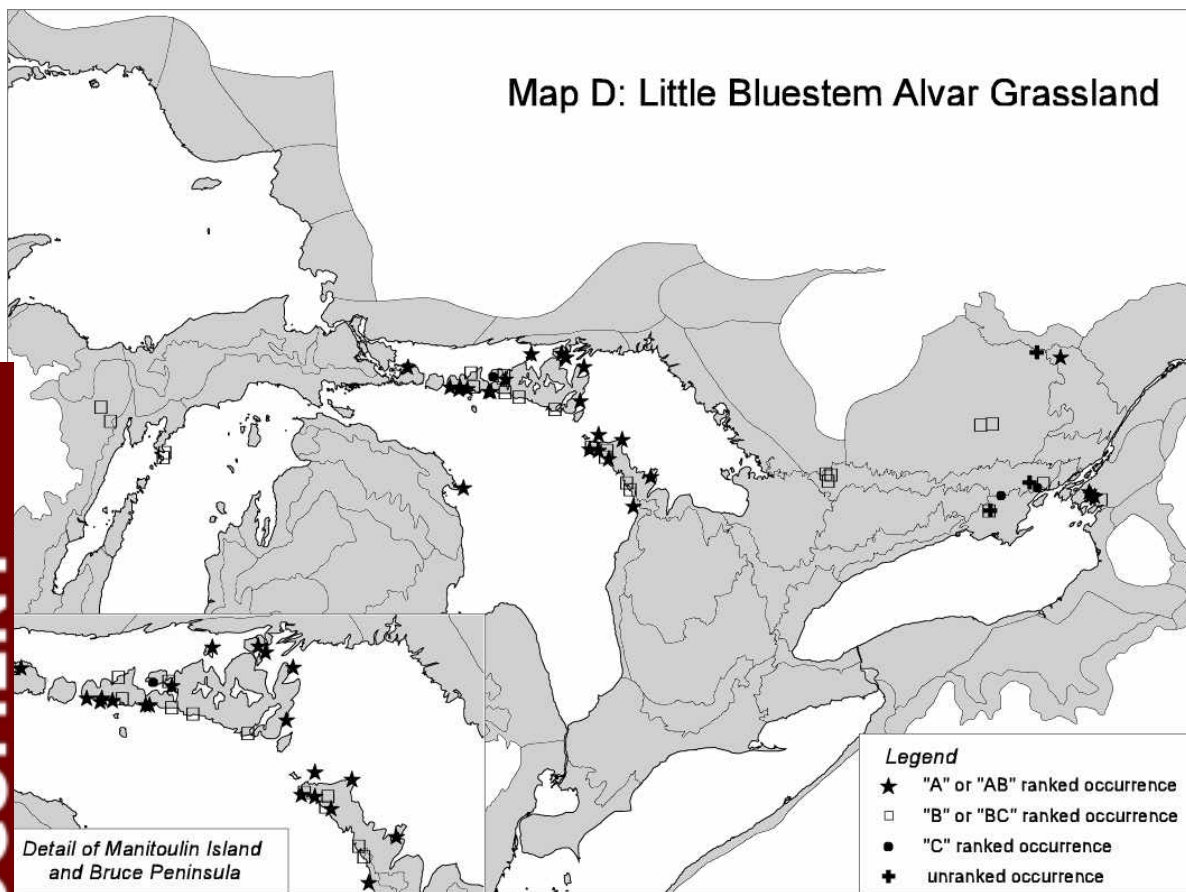 Map D: Little Bluestem Alvar Grassland
Detail of Manitoulin Island
and Bruce Peninsula
Legend
"A" or "AB" ranked occurrence
"B" or "BC" ranked occurrence
"C" ranked occurrence
unranked occurrence